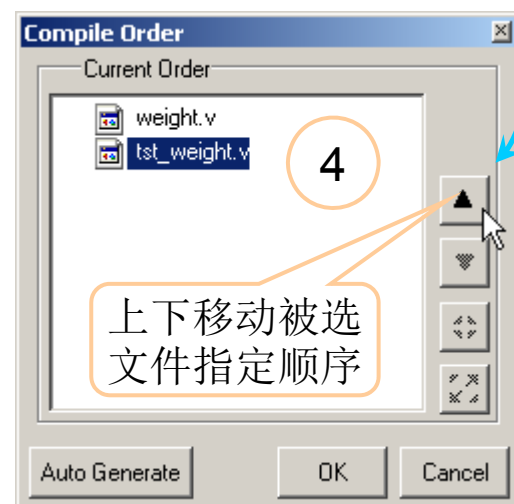 Compile Order
Current Order
weight.v
tst_weight.v
4
上下移动被选
文件指定顺序
Auto Generate
OK
Cancel